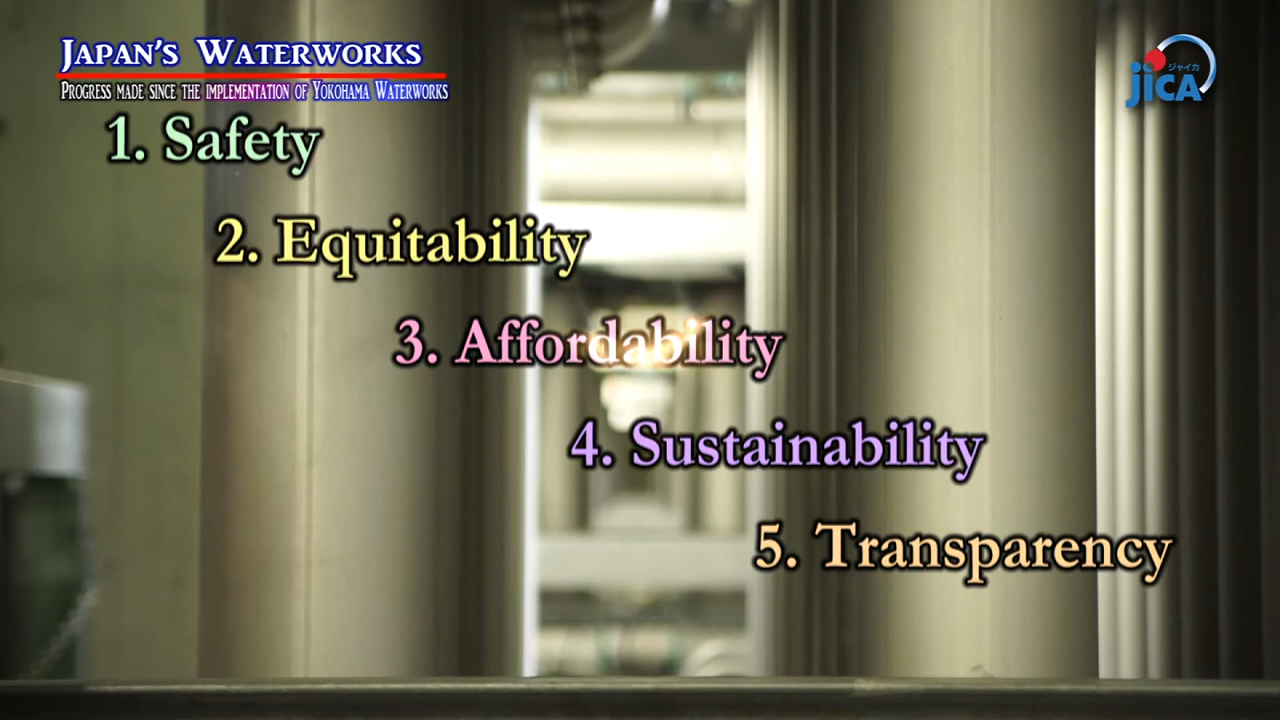 JAPAN'S WATERWORKS
PROGRESS MADE SINCE THE IMPLEMENTATION OF YOKOHAMA WATERWORKS
ジャイカ
JICA
1. Safety
2. Equitability
3. Affordability
4. Sustainability
5. Transparency